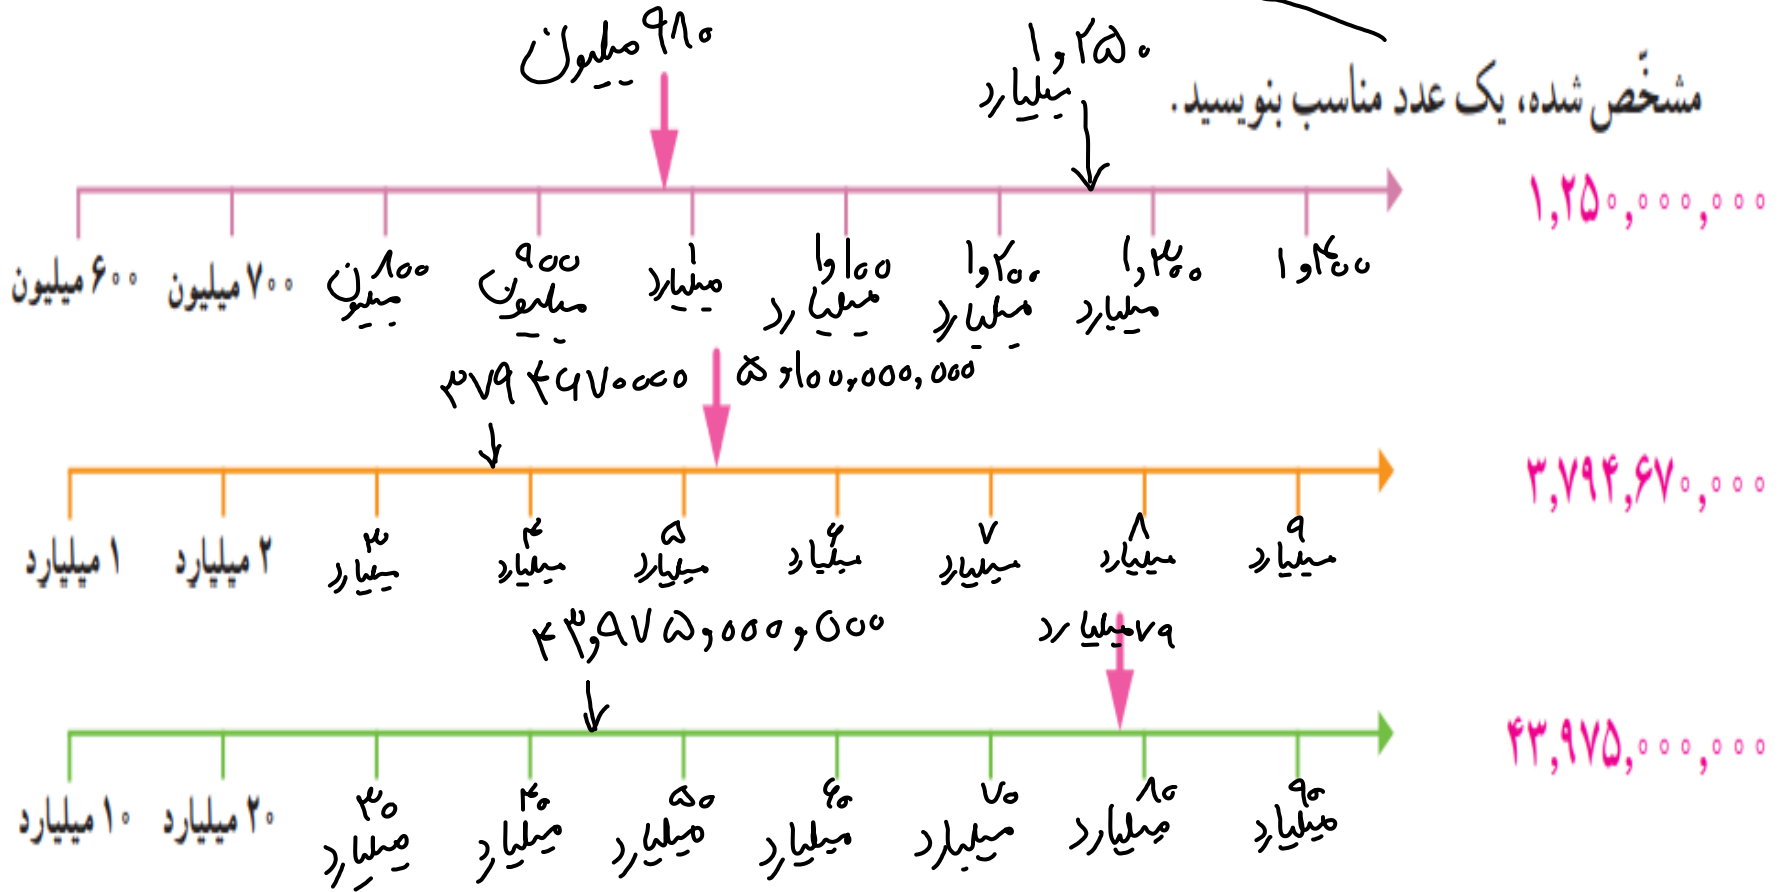 ۹۸۰ میلیون
۱,۲۵۰
میلیارد
مشخّص شده، یک عدد مناسب بنویسید.
۱,۲۵۰,۰۰۰,۰۰۰
۶۰۰ میلیون
۷۰۰ میلیون
۸۰۰
میلیون
۹۰۰
میلیون
۱
میلیارد
۱,۱۰۰
میلیارد
۱,۲۰۰
میلیارد
۱,۳۰۰
میلیارد
۱,۴۰۰
۳۷۹۴۶۷۰۰۰۰
۵,۱۰۰,۰۰۰,۰۰۰
۳,۷۹۴,۶۷۰,۰۰۰
۱ میلیارد
۲ میلیارد
۳
میلیارد
۴
میلیارد
۵
میلیارد
۶
میلیارد
۷
میلیارد
۸
میلیارد
۹
میلیارد
۴۳,۹۷۵,۰۰۰,۰۰۰
۷۹ میلیارد
۴۳,۹۷۵,۰۰۰,۰۰۰
۱۰ میلیارد
۲۰ میلیارد
۳۰
میلیارد
۴۰
میلیارد
۵۰
میلیارد
۶۰
میلیارد
۷۰
میلیارد
۸۰
میلیارد
۹۰
میلیارد